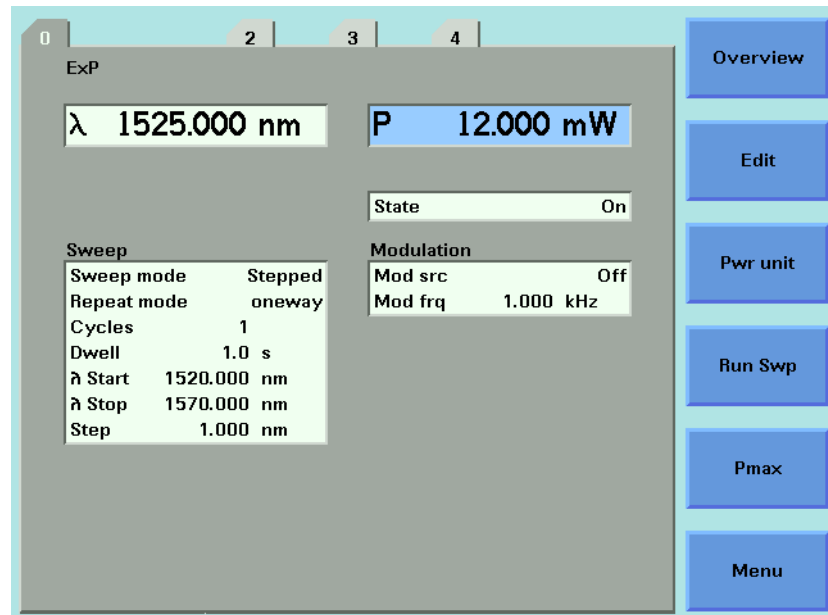 0 2 3 4
ExP
λ 1525.000 nm
P 12.000 mW
State On
Sweep
Sweep mode Stepped
Repeat mode oneway
Cycles 1
Dwell 1.0 s
λ Start 1520.000 nm
λ Stop 1570.000 nm
Step 1.000 nm
Modulation
Mod src Off
Mod frq 1.000 kHz
Overview
Edit
Pwr unit
Run Swp
Pmax
Menu